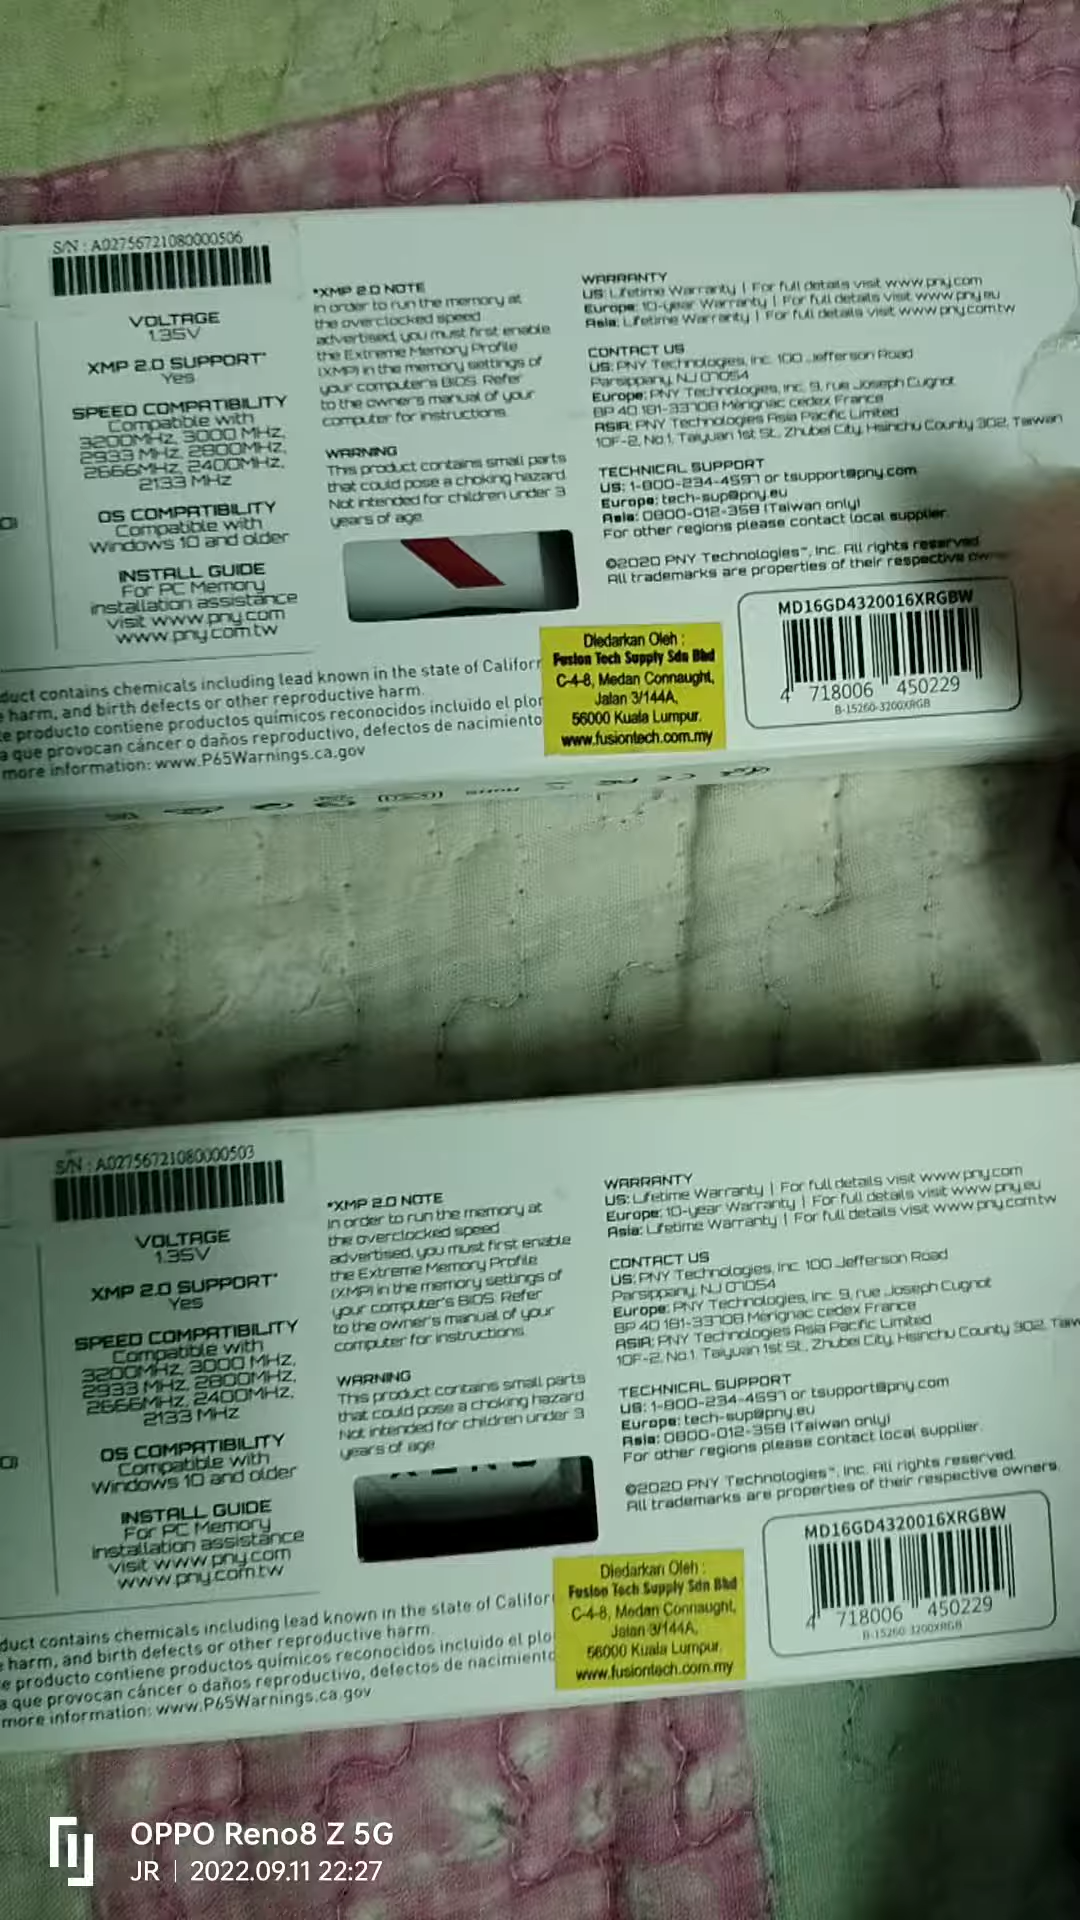 S/N : A02756721080000506
VOLTAGE
1.35V
XMP 2.0 SUPPORT*
Yes
SPEED COMPATIBILITY
Compatible with
3200MHz, 3000 MHz,
2933 MHz, 2800MHz,
2666MHz, 2400MHz,
2133 MHz
OS COMPATIBILITY
Compatible with
Windows 10 and older
INSTALL GUIDE
For PC Memory
installation assistance
visit www.pny.com
www.pny.com.tw
*XMP 2.0 NOTE
In order to run the memory at
the overclocked speed
advertised, you must first enable
the Extreme Memory Profile
(XMP) in the memory settings of
your computer's BIOS. Refer
to the owner's manual of your
computer for instructions.
WARNING
This product contains small parts
that could pose a choking hazard.
Not intended for children under 3
years of age.
WARRANTY
US: Lifetime Warranty | For full details visit www.pny.com
Europe: 10-year Warranty | For full details visit www.pny.eu
Asia: Lifetime Warranty | For full details visit www.pny.com.tw
CONTACT US
US: PNY Technologies, Inc. 100 Jefferson Road
Parsippany, NJ 07054
Europe: PNY Technologies, Inc. 9, rue Joseph Cugnot
BP 40 181-33708 Mérignac cedex France
ASIA: PNY Technologies Asia Pacific Limited
10F-2, No.1, Taiyuan 1st St., Zhubei City, Hsinchu County 302, Taiwan
TECHNICAL SUPPORT
US: 1-800-234-4597 or tsupport@pny.com
Europe: tech-sup@pny.eu
Asia: 0800-012-359 (Taiwan only)
For other regions please contact local supplier.
©2020 PNY Technologies™, Inc. All rights reserved
All trademarks are properties of their respective
MD16GD4320016XRGBW
4 718006 450229
B-15260-3200XRGB
Diedarkan Oleh :
Fusion Tech Supply Sdn Bhd
C-4-8, Medan Connaught,
Jalan 3/144A,
56000 Kuala Lumpur.
www.fusiontech.com.my
duct contains chemicals including lead known in the state of Califor
harm, and birth defects or other reproductive harm.
e producto contiene productos químicos reconocidos incluido el plo
a que provocan cáncer o daños reproductivo, defectos de nacimiento
more information: www.P65Warnings.ca.gov
S/N : A02756721080000503
VOLTAGE
1.35V
XMP 2.0 SUPPORT*
Yes
SPEED COMPATIBILITY
Compatible with
3200MHz, 3000 MHz,
2933 MHz, 2800MHz,
2666MHz, 2400MHz,
2133 MHz
OS COMPATIBILITY
Compatible with
Windows 10 and older
INSTALL GUIDE
For PC Memory
installation assistance
visit www.pny.com
www.pny.com.tw
*XMP 2.0 NOTE
In order to run the memory at
the overclocked speed
advertised, you must first enable
the Extreme Memory Profile
(XMP) in the memory settings of
your computer's BIOS. Refer
to the owner's manual of your
computer for instructions.
WARNING
This product contains small parts
that could pose a choking hazard.
Not intended for children under 3
years of age.
WARRANTY
US: Lifetime Warranty | For full details visit www.pny.com
Europe: 10-year Warranty | For full details visit www.pny.eu
Asia: Lifetime Warranty | For full details visit www.pny.com.tw
CONTACT US
US: PNY Technologies, Inc. 100 Jefferson Road
Parsippany, NJ 07054
Europe: PNY Technologies, Inc. 9, rue Joseph Cugnot
BP 40 181-33708 Mérignac cedex France
ASIA: PNY Technologies Asia Pacific Limited
10F-2, No.1, Taiyuan 1st St., Zhubei City, Hsinchu County 302, Taiw
TECHNICAL SUPPORT
US: 1-800-234-4597 or tsupport@pny.com
Europe: tech-sup@pny.eu
Asia: 0800-012-359 (Taiwan only)
For other regions please contact local supplier.
©2020 PNY Technologies™, Inc. All rights reserved.
All trademarks are properties of their respective owners.
MD16GD4320016XRGBW
4 718006 450229
B-15260-3200XRGB
Diedarkan Oleh :
Fusion Tech Supply Sdn Bhd
C-4-8, Medan Connaught,
Jalan 3/144A,
56000 Kuala Lumpur.
www.fusiontech.com.my
duct contains chemicals including lead known in the state of Califor
harm, and birth defects or other reproductive harm.
e producto contiene productos químicos reconocidos incluido el plo
a que provocan cáncer o daños reproductivo, defectos de nacimiento
more information: www.P65Warnings.ca.gov
OPPO Reno8 Z 5G
JR | 2022.09.11 22:27